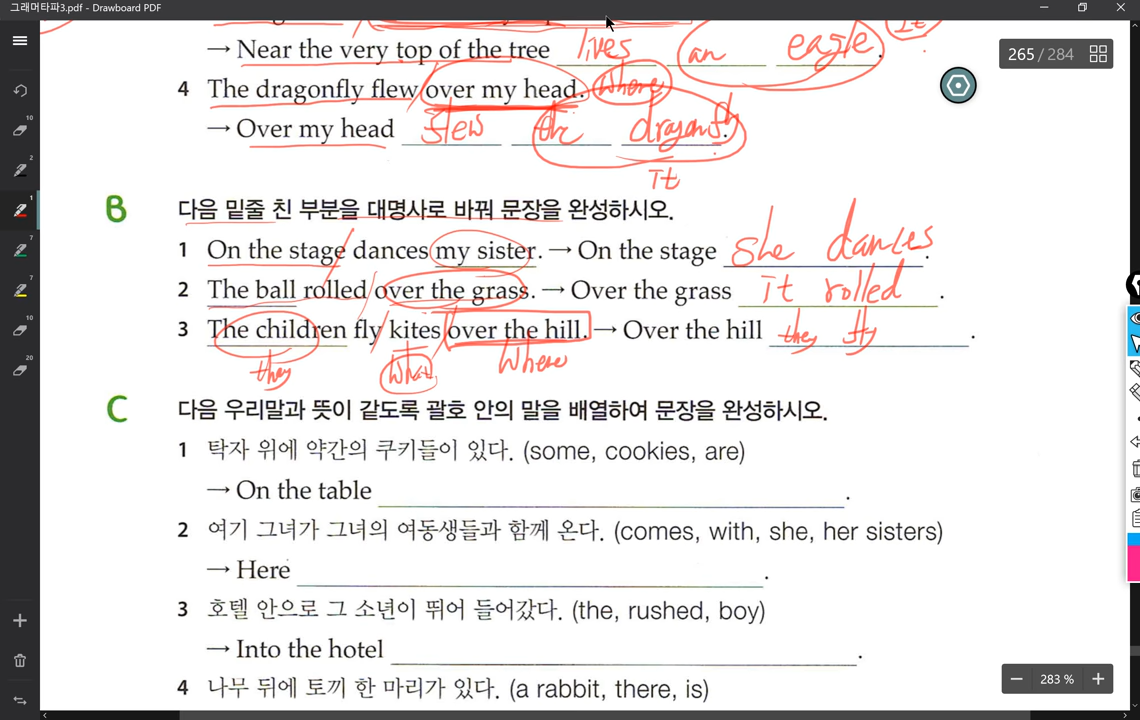 그래머타파3.pdf - Drawboard PDF
→ Near the very top of the tree lives an eagle. It
265 / 284
4 The dragonfly flew over my head. where
→ Over my head flew the dragonfly.
It
B 다음 밑줄 친 부분을 대명사로 바꿔 문장을 완성하시오.
1 On the stage dances my sister. → On the stage she dances.
2 The ball rolled over the grass. → Over the grass it rolled.
3 The children fly kites over the hill. → Over the hill they fly.
they what where
C 다음 우리말과 뜻이 같도록 괄호 안의 말을 배열하여 문장을 완성하시오.
1 탁자 위에 약간의 쿠키들이 있다. (some, cookies, are)
→ On the table .
2 여기 그녀가 그녀의 여동생들과 함께 온다. (comes, with, she, her sisters)
→ Here .
3 호텔 안으로 그 소년이 뛰어 들어갔다. (the, rushed, boy)
→ Into the hotel .
4 나무 뒤에 토끼 한 마리가 있다. (a rabbit, there, is)
283 %